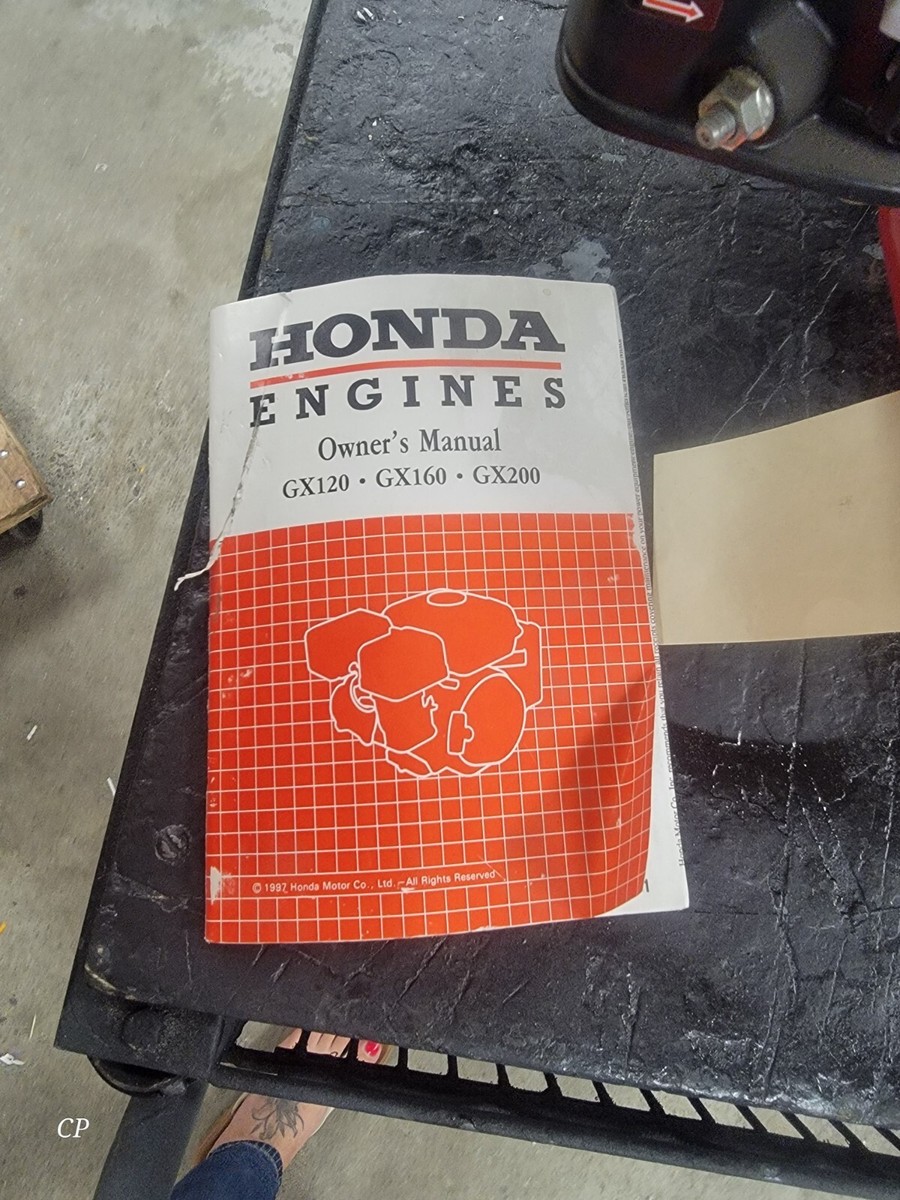 HONDA
ENGINES
Owner's Manual
GX120 • GX160 • GX200
© 1997 Honda Motor Co., Ltd. – All Rights Reserved
CP